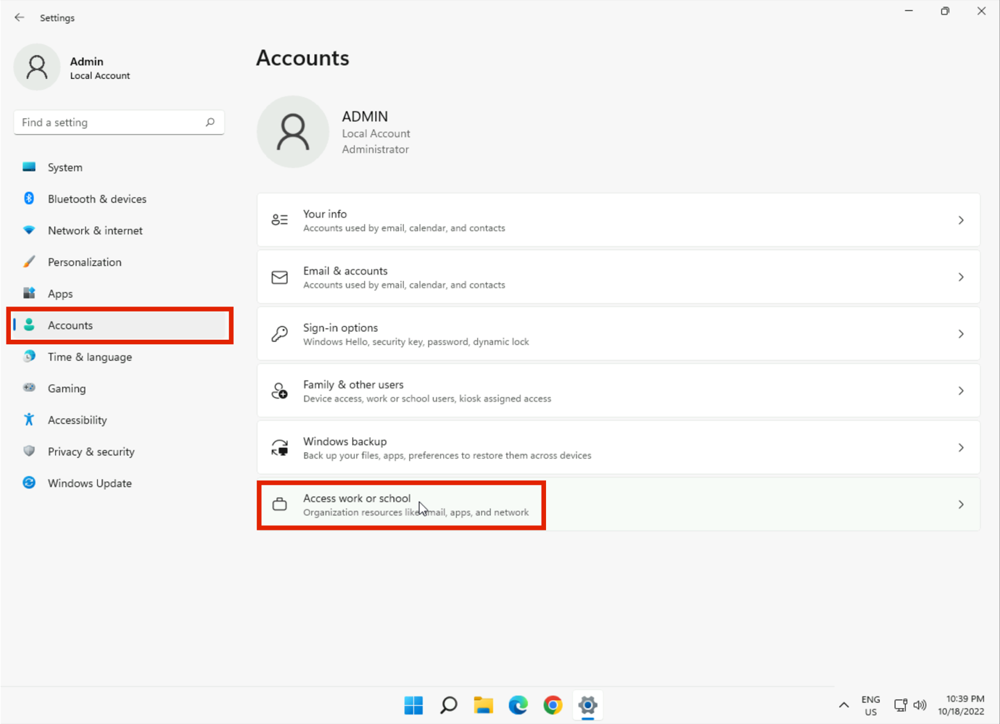 Settings
Admin
Local Account
Find a setting
System
Bluetooth & devices
Network & internet
Personalization
Apps
Accounts
Time & language
Gaming
Accessibility
Privacy & security
Windows Update
Accounts
ADMIN
Local Account
Administrator
Your info
Accounts used by email, calendar, and contacts
Email & accounts
Accounts used by email, calendar, and contacts
Sign-in options
Windows Hello, security key, password, dynamic lock
Family & other users
Device access, work or school users, kiosk assigned access
Windows backup
Back up your files, apps, preferences to restore them across devices
Access work or school
Organization resources like email, apps, and network
ENG
US
10:39 PM
10/18/2022